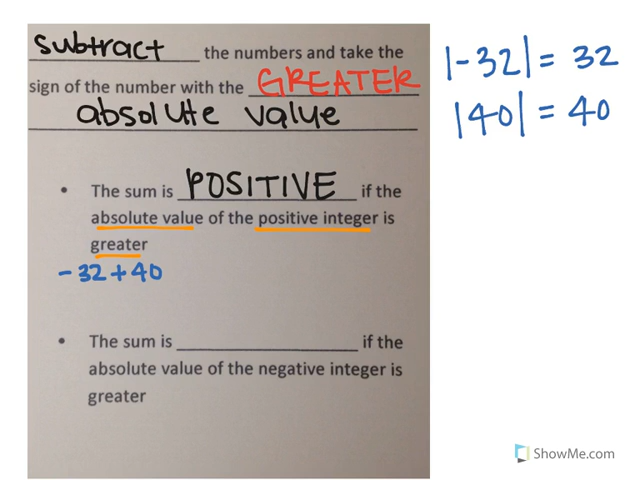 subtract the numbers and take the
sign of the number with the GREATER
absolute value
• The sum is POSITIVE if the
absolute value of the positive integer is
greater
-32+40
• The sum is ____________________ if the
absolute value of the negative integer is
greater
|-32| = 32
|40| = 40
ShowMe.com